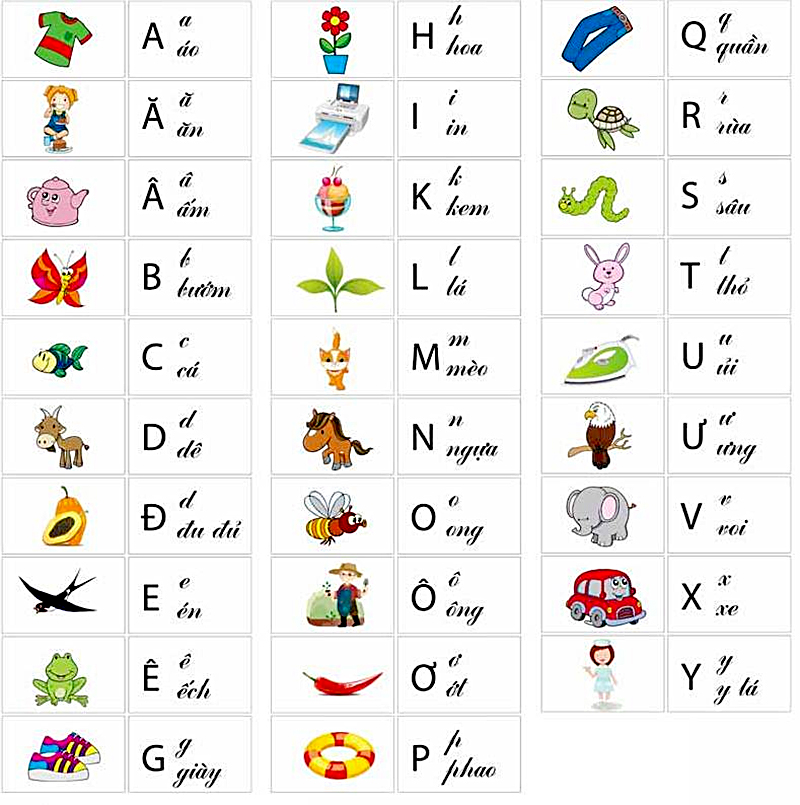 A a
áo
Ă ă
ăn
Â â
ấm
B b
bướm
C c
cá
D d
dê
Đ d
đu đủ
E e
én
Ê ê
ếch
G g
giày
H h
hoa
I i
in
K k
kem
L l
lá
M m
mèo
N n
ngựa
O o
ong
Ô ô
ông
Ơ ơ
ớt
P p
phao
Q q
quần
R r
rùa
S s
sâu
T t
thỏ
U u
ủi
Ư ư
ưng
V v
voi
X x
xe
Y y
y tá